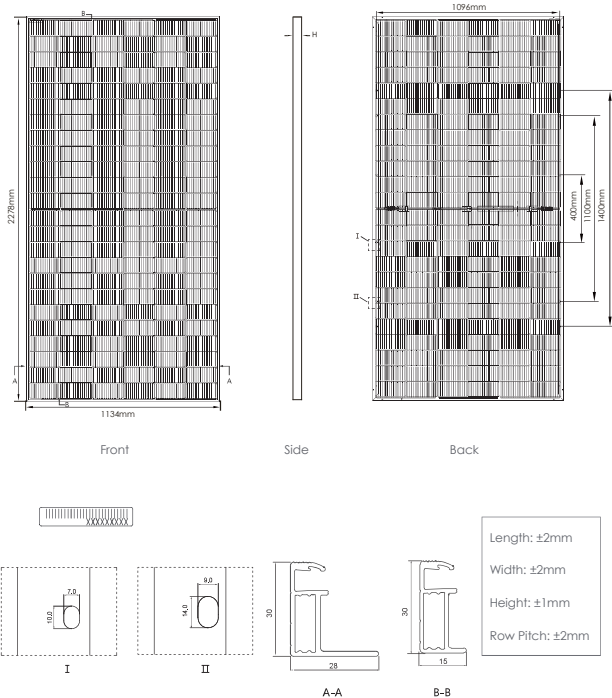 B
1096mm
H
2278mm
400mm
1100mm
1400mm
I
II
A
A
B
1134mm
Front
Side
Back
7,0
10,0
I
9,0
14,0
II
30
28
A-A
30
15
B-B
Length: ±2mm
Width: ±2mm
Height: ±1mm
Row Pitch: ±2mm